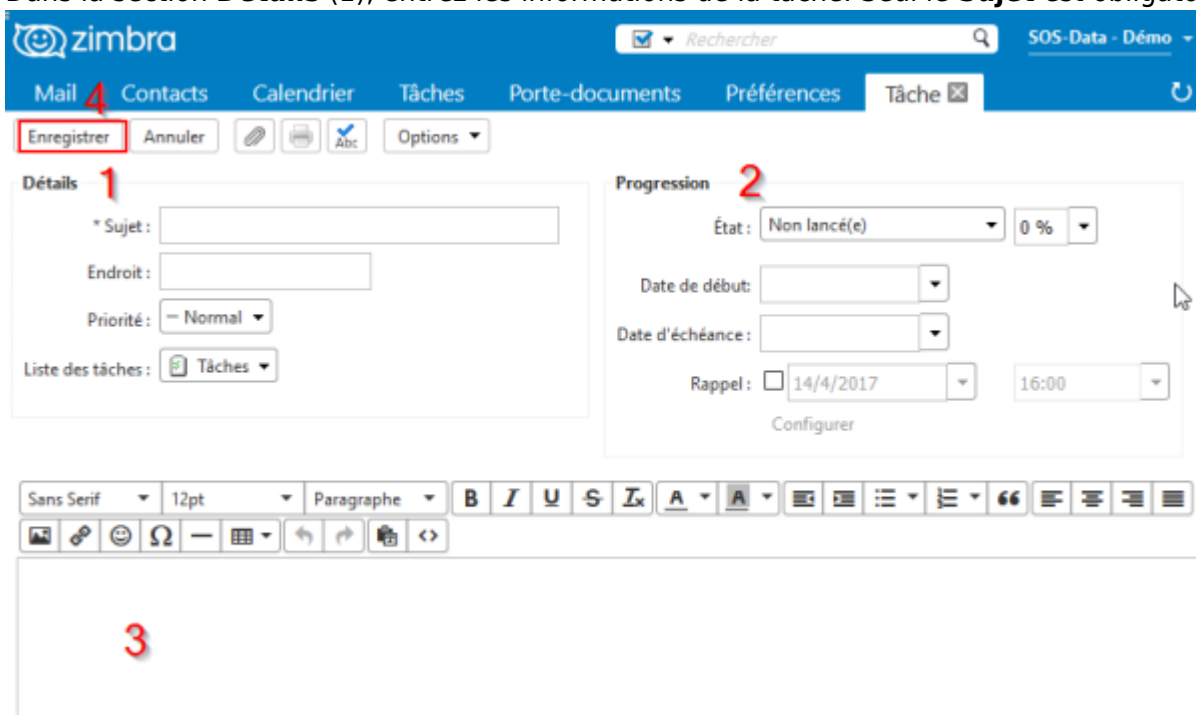 Dans la section Détails (1), entrez les informations de la tâche. Seul le Sujet est obligato
zimbra Rechercher SOS-Data - Démo
Mail 4 Contacts Calendrier Tâches Porte-documents Préférences Tâche
Enregistrer Annuler Abc Options
Détails 1 Progression 2
* Sujet : État : Non lancé(e) 0 %
Endroit : Date de début:
Priorité : Normal Date d'échéance :
Liste des tâches : Tâches Rappel : 14/4/2017 16:00
Configurer
Sans Serif 12pt Paragraphe B I U S Ix A A
Ω
3